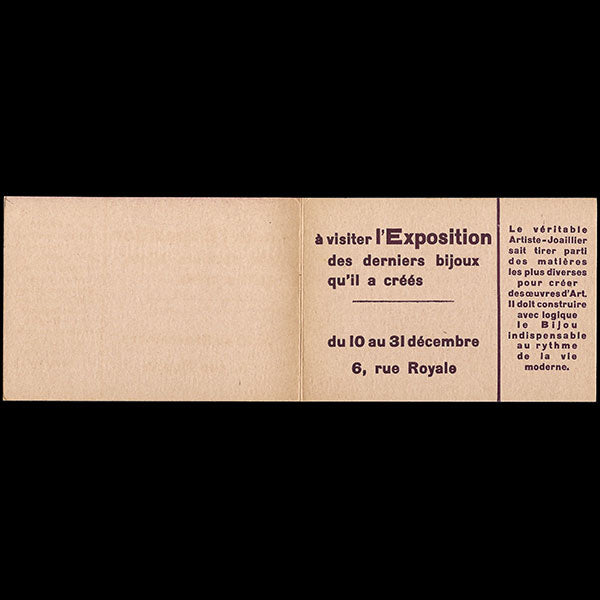 à visiter l'Exposition
des derniers bijoux
qu'il a créés
du 10 au 31 décembre
6, rue Royale
Le véritable
Artiste-Joaillier
sait tirer parti
des matières
les plus diverses
pour créer
des œuvres d'Art.
Il doit construire
avec logique
le Bijou
indispensable
au rythme
de la vie
moderne.